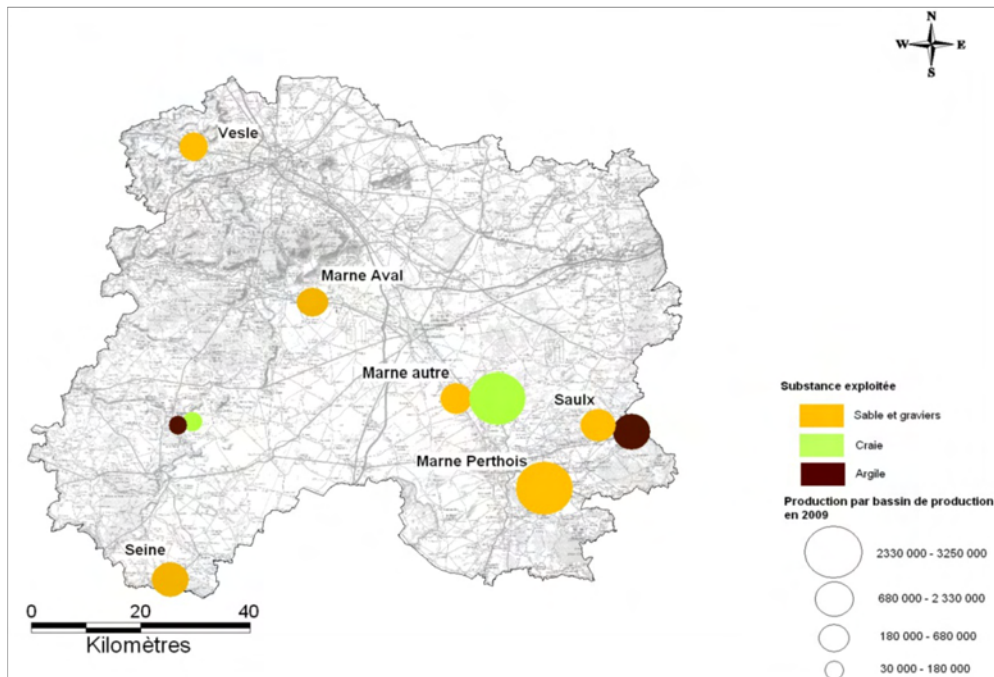 N
W E
S
Vesle
Marne Aval
Marne autre
Saulx
Marne Perthois
Seine
0 20 40
Kilomètres
Substance exploitée
Sable et graviers
Craie
Argile
Production par bassin de production
en 2009
2330 000 - 3250 000
680 000 - 2 330 000
180 000 - 680 000
30 000 - 180 000